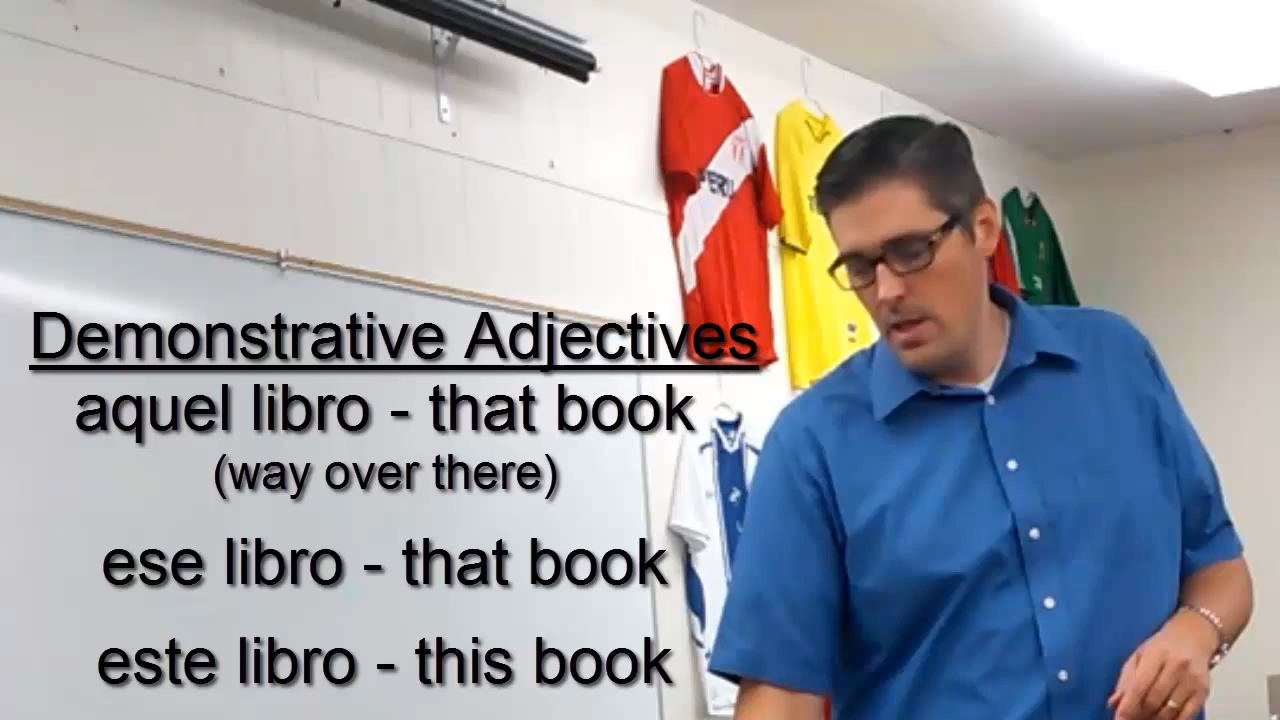 Demonstrative Adjectives
aquel libro - that book
(way over there)
ese libro - that book
este libro - this book
PERU